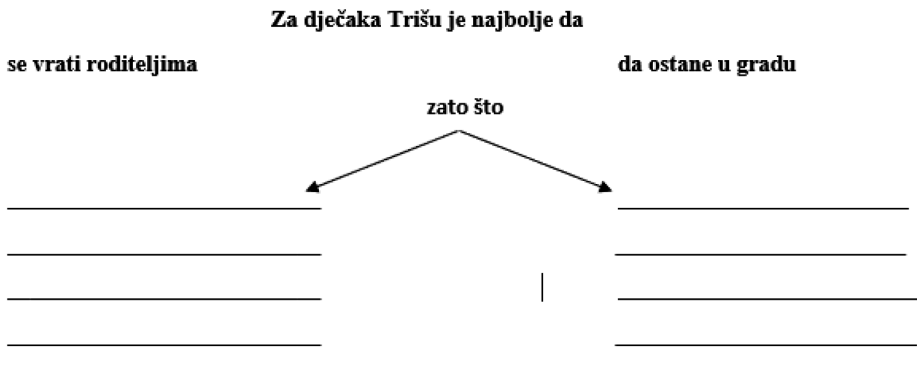 Za dječaka Trišu je najbolje da
se vrati roditeljima
da ostane u gradu
zato što